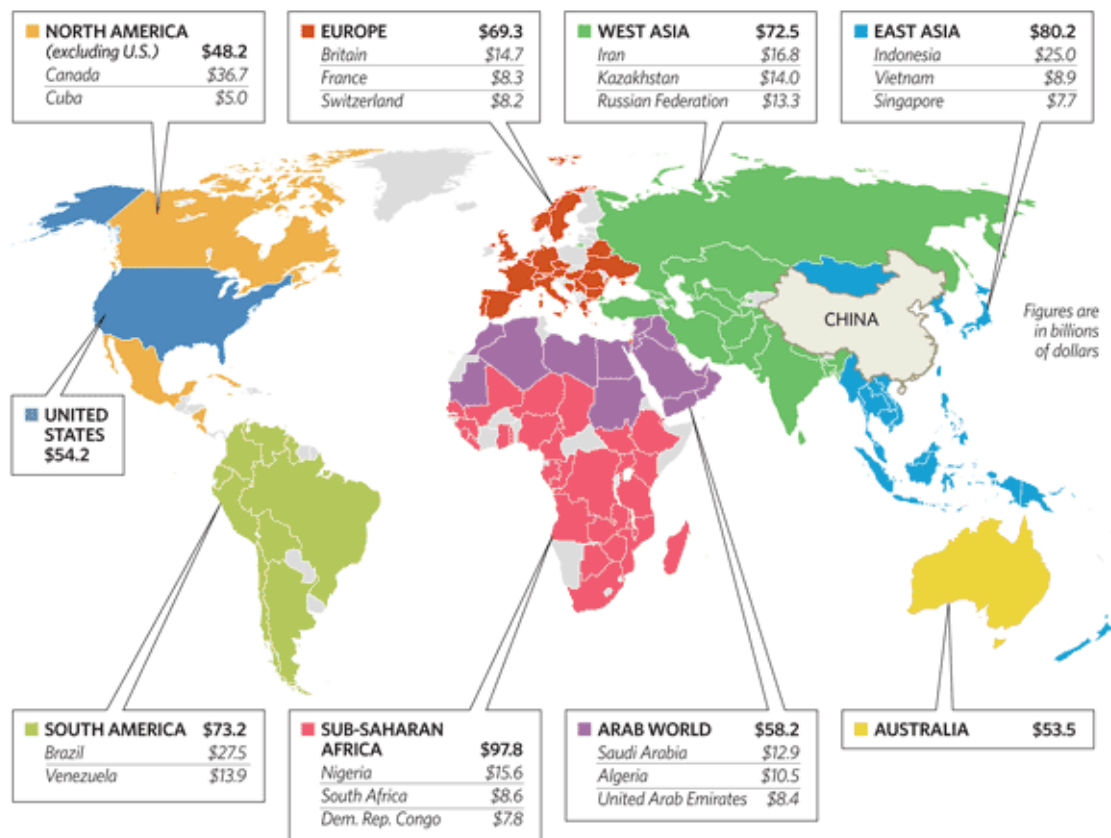 NORTH AMERICA
(excluding U.S.) $48.2
Canada $36.7
Cuba $5.0
EUROPE $69.3
Britain $14.7
France $8.3
Switzerland $8.2
WEST ASIA $72.5
Iran $16.8
Kazakhstan $14.0
Russian Federation $13.3
EAST ASIA $80.2
Indonesia $25.0
Vietnam $8.9
Singapore $7.7
CHINA
Figures are
in billions
of dollars
UNITED
STATES
$54.2
SOUTH AMERICA $73.2
Brazil $27.5
Venezuela $13.9
SUB-SAHARAN
AFRICA $97.8
Nigeria $15.6
South Africa $8.6
Dem. Rep. Congo $7.8
ARAB WORLD $58.2
Saudi Arabia $12.9
Algeria $10.5
United Arab Emirates $8.4
AUSTRALIA $53.5